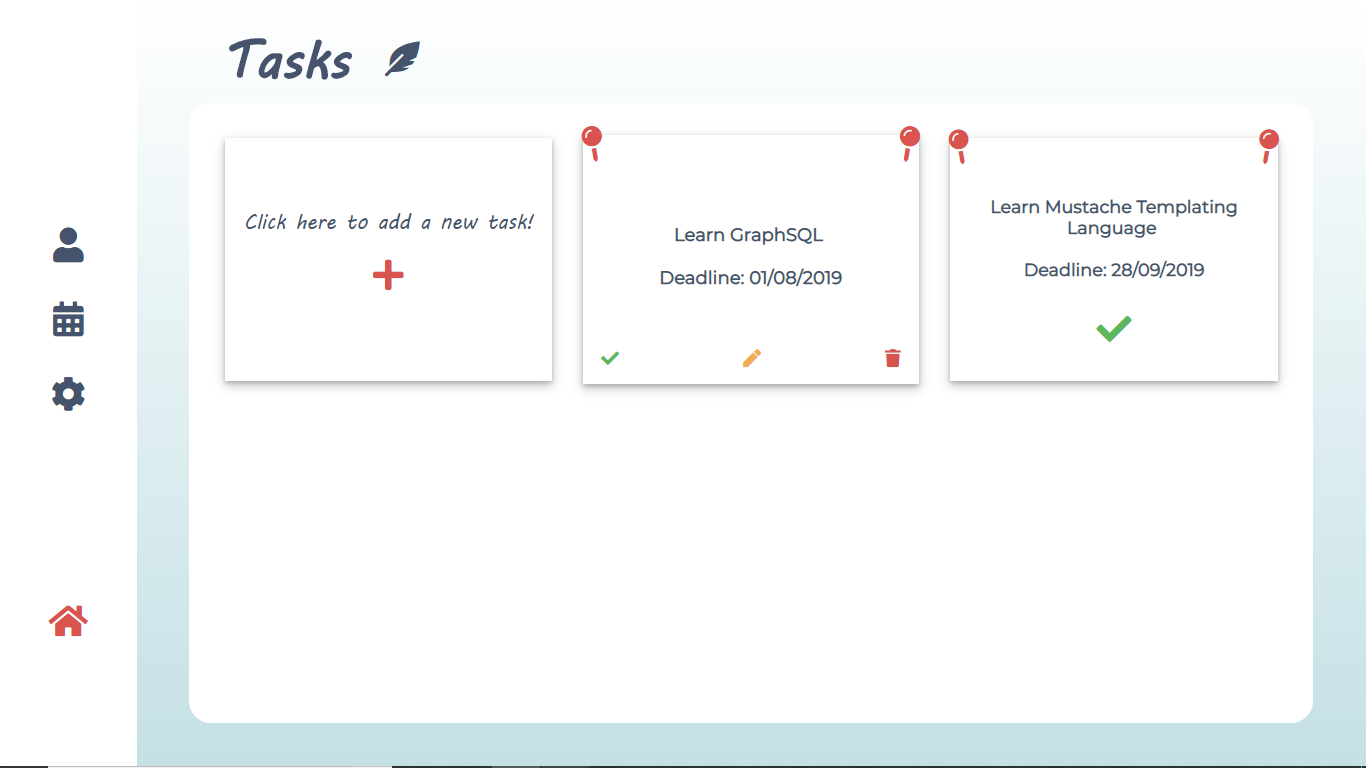 Tasks
Click here to add a new task!
Learn GraphSQL
Deadline: 01/08/2019
Learn Mustache Templating
Language
Deadline: 28/09/2019